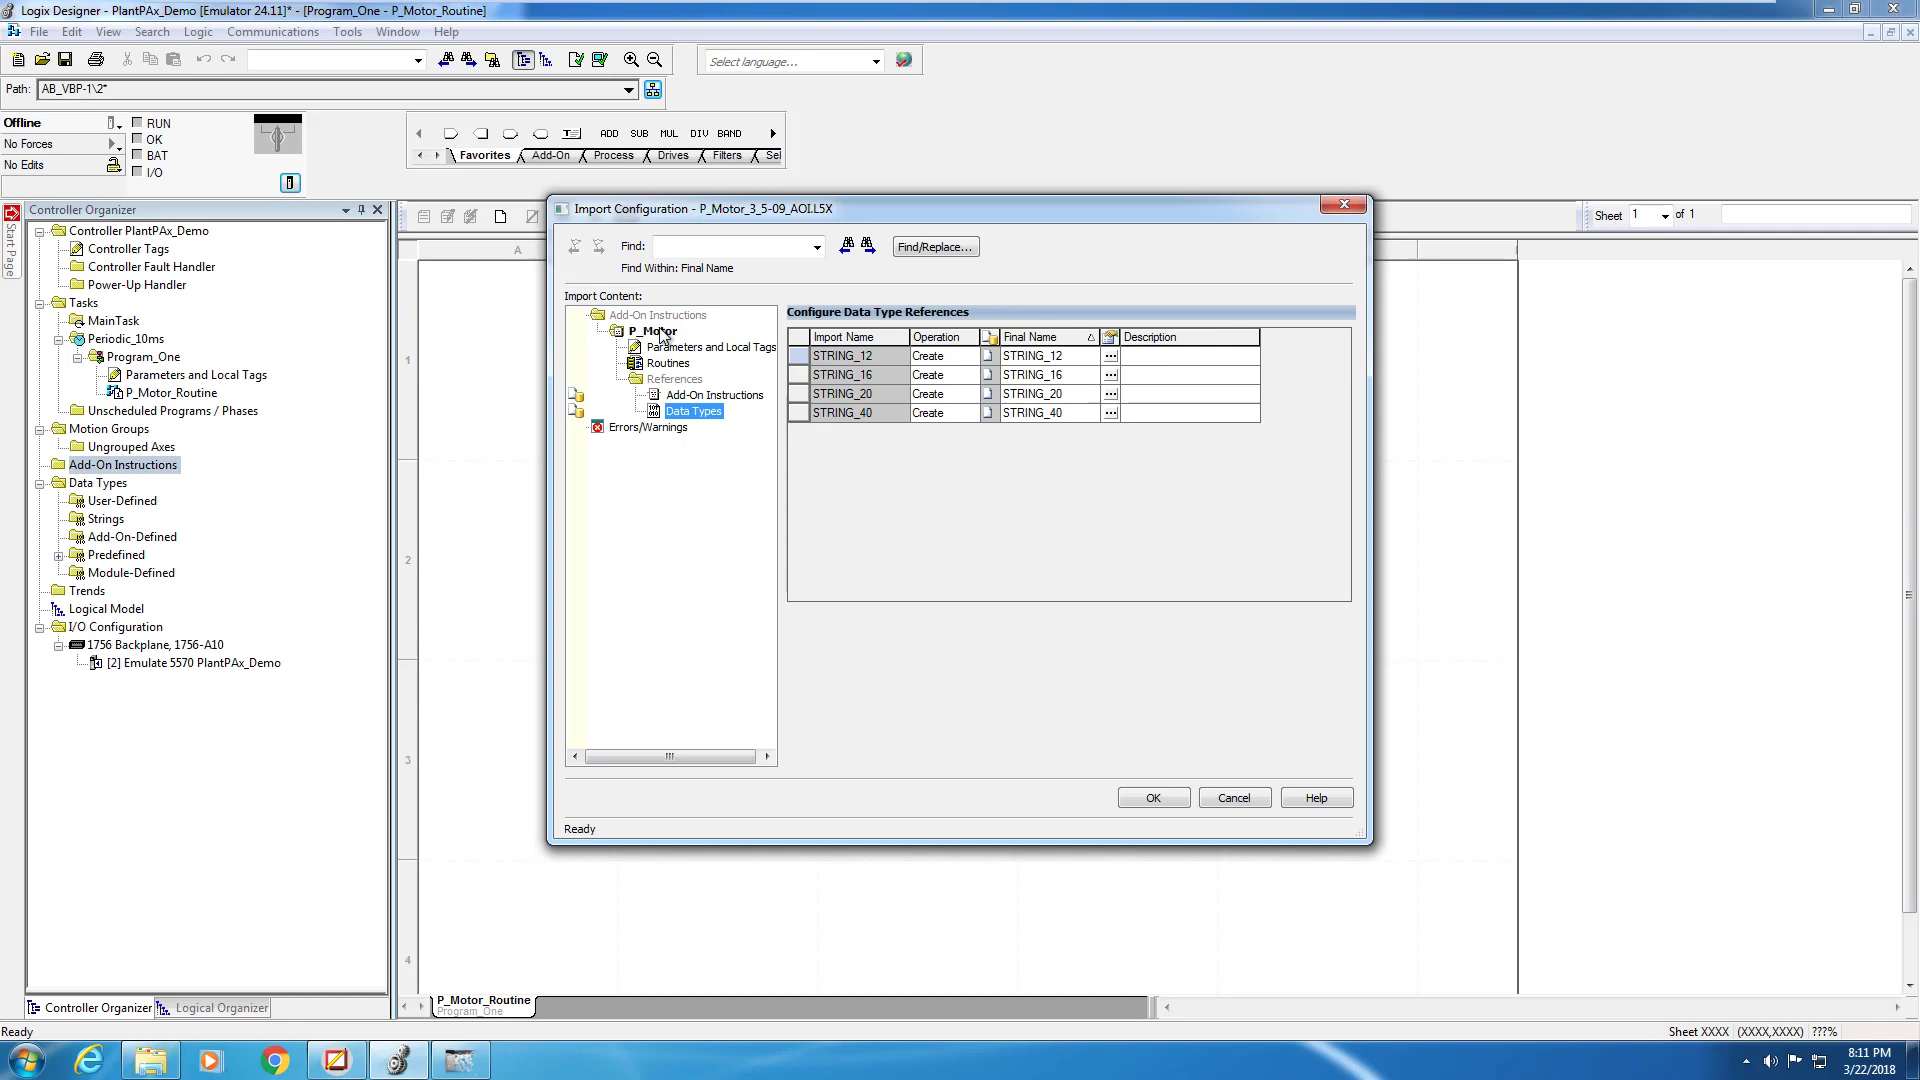 Logix Designer - PlantPAx_Demo [Emulator 24.11]* - [Program_One - P_Motor_Routine]
File Edit View Search Logic Communications Tools Window Help
Select language...
Path: AB_VBP-1\2*
Offline
RUN
No Forces
OK
No Edits
BAT
I/O
ADD SUB MUL DIV BAND
Favorites Add-On Process Drives Filters Sel
Start Page
Controller Organizer
Controller PlantPAx_Demo
Controller Tags
Controller Fault Handler
Power-Up Handler
Tasks
MainTask
Periodic_10ms
Program_One
Parameters and Local Tags
P_Motor_Routine
Unscheduled Programs / Phases
Motion Groups
Ungrouped Axes
Add-On Instructions
Data Types
User-Defined
Strings
Add-On-Defined
Predefined
Module-Defined
Trends
Logical Model
I/O Configuration
1756 Backplane, 1756-A10
[2] Emulate 5570 PlantPAx_Demo
Controller Organizer Logical Organizer
Sheet 1 of 1
A
1
2
3
4
Import Configuration - P_Motor_3_5-09_AOI.L5X
Find:
Find/Replace...
Find Within: Final Name
Import Content:
Add-On Instructions
P_Motor
Parameters and Local Tags
Routines
References
Add-On Instructions
Data Types
Errors/Warnings
Configure Data Type References
Import Name Operation Final Name Description
STRING_12 Create STRING_12 ...
STRING_16 Create STRING_16 ...
STRING_20 Create STRING_20 ...
STRING_40 Create STRING_40 ...
OK Cancel Help
Ready
P_Motor_Routine
Program_One
Ready
Sheet XXXX (XXXX,XXXX) ???%
8:11 PM
3/22/2018